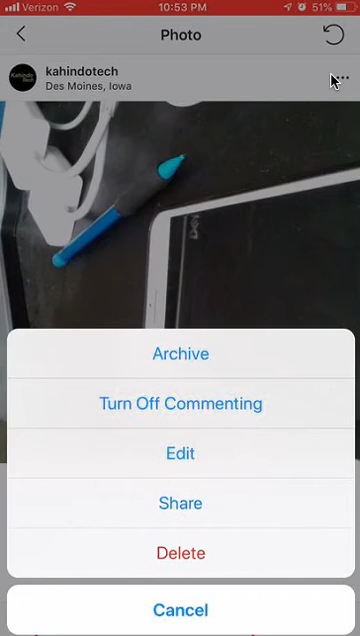 Verizon 10:53 PM 51%
Photo
kahindotech
Des Moines, Iowa
Archive
Turn Off Commenting
Edit
Share
Delete
Cancel